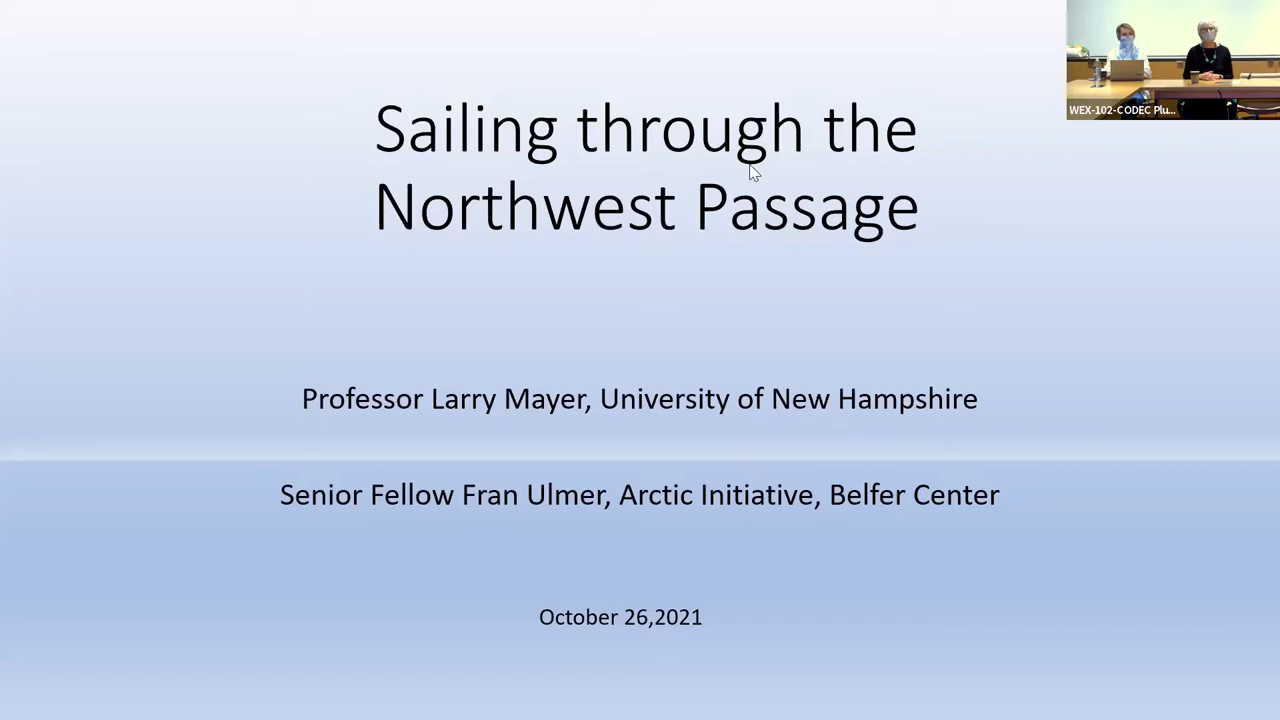 WEX-102-CODEC Plu...
Sailing through the
Northwest Passage
Professor Larry Mayer, University of New Hampshire
Senior Fellow Fran Ulmer, Arctic Initiative, Belfer Center
October 26,2021